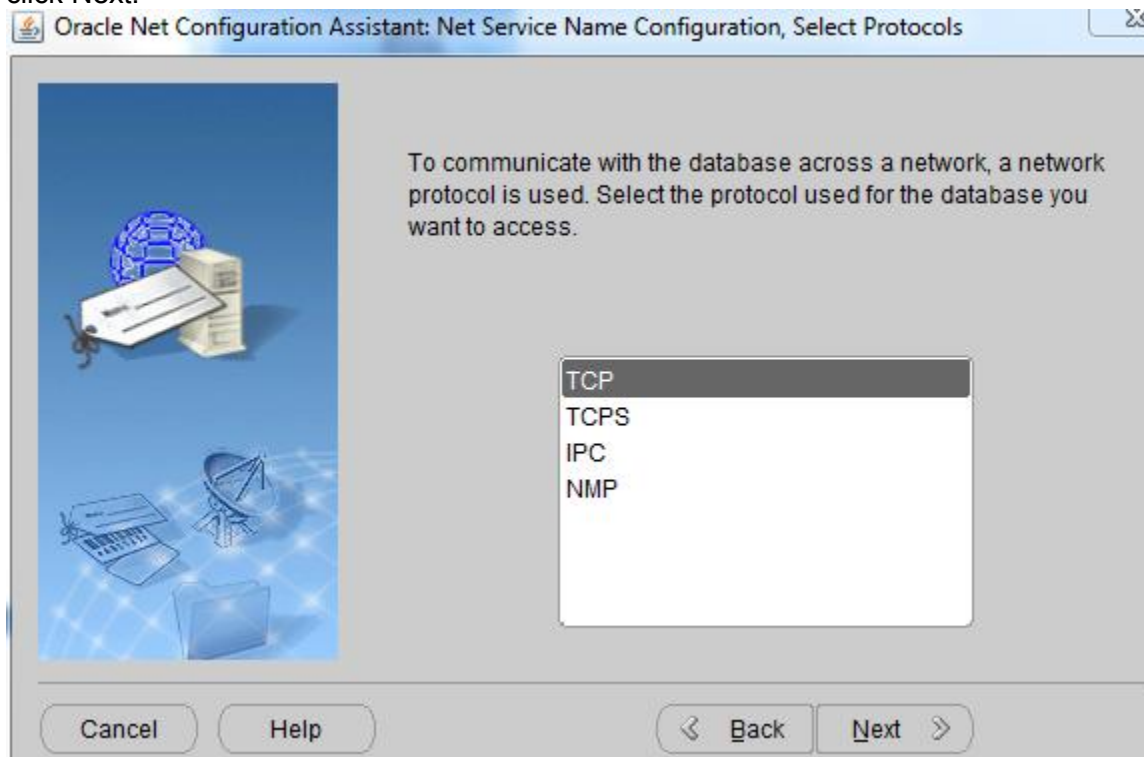 click Next.
Oracle Net Configuration Assistant: Net Service Name Configuration, Select Protocols
To communicate with the database across a network, a network
protocol is used. Select the protocol used for the database you
want to access.
TCP
TCPS
IPC
NMP
Cancel
Help
Back
Next